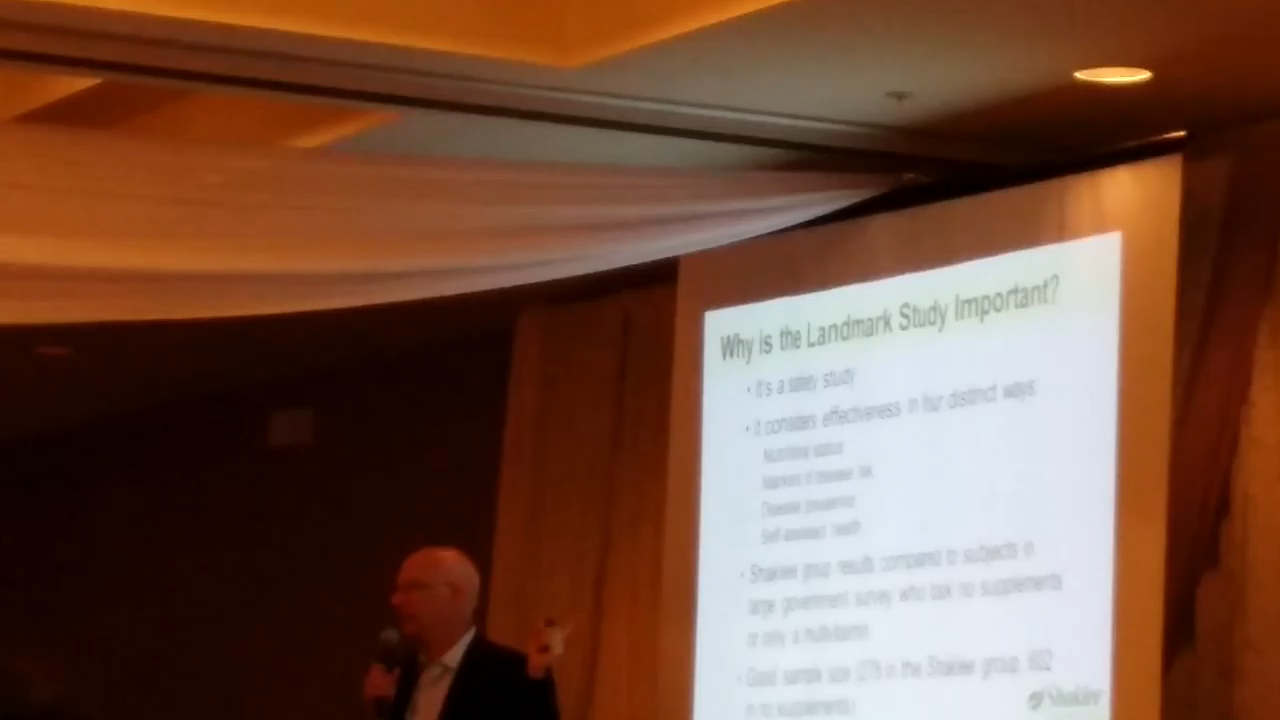 Why is the Landmark Study Important?
• It's a safety study
• It considers effectiveness in four distinct ways:
Nutritional status
Markers of disease risk
Disease prevalence
Self-assessed health
• Shaklee group results compared to subjects in
large government survey who took no supplements
or only a multivitamin
• Good sample size (278 in the Shaklee group, 602
in no supplements)
Shaklee